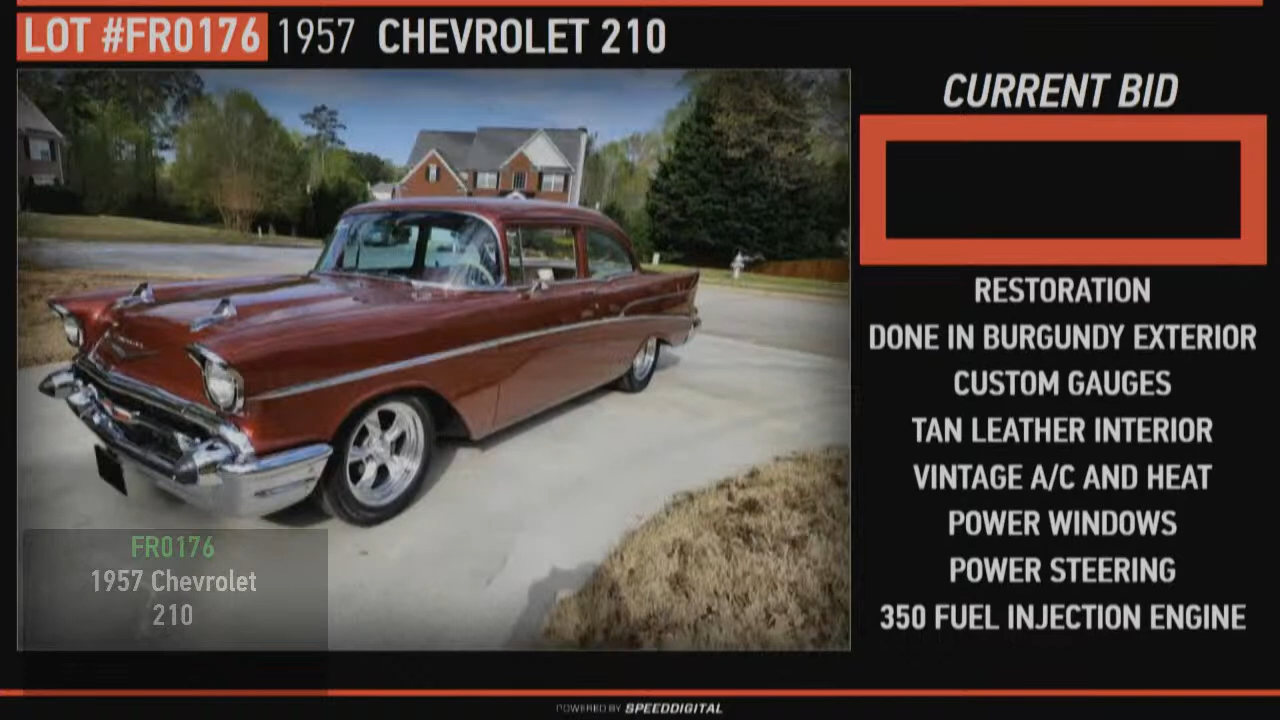 LOT #FR0176 1957 CHEVROLET 210
CURRENT BID
RESTORATION
DONE IN BURGUNDY EXTERIOR
CUSTOM GAUGES
TAN LEATHER INTERIOR
VINTAGE A/C AND HEAT
POWER WINDOWS
POWER STEERING
350 FUEL INJECTION ENGINE
FR0176
1957 Chevrolet
210
POWERED BY SPEEDDIGITAL